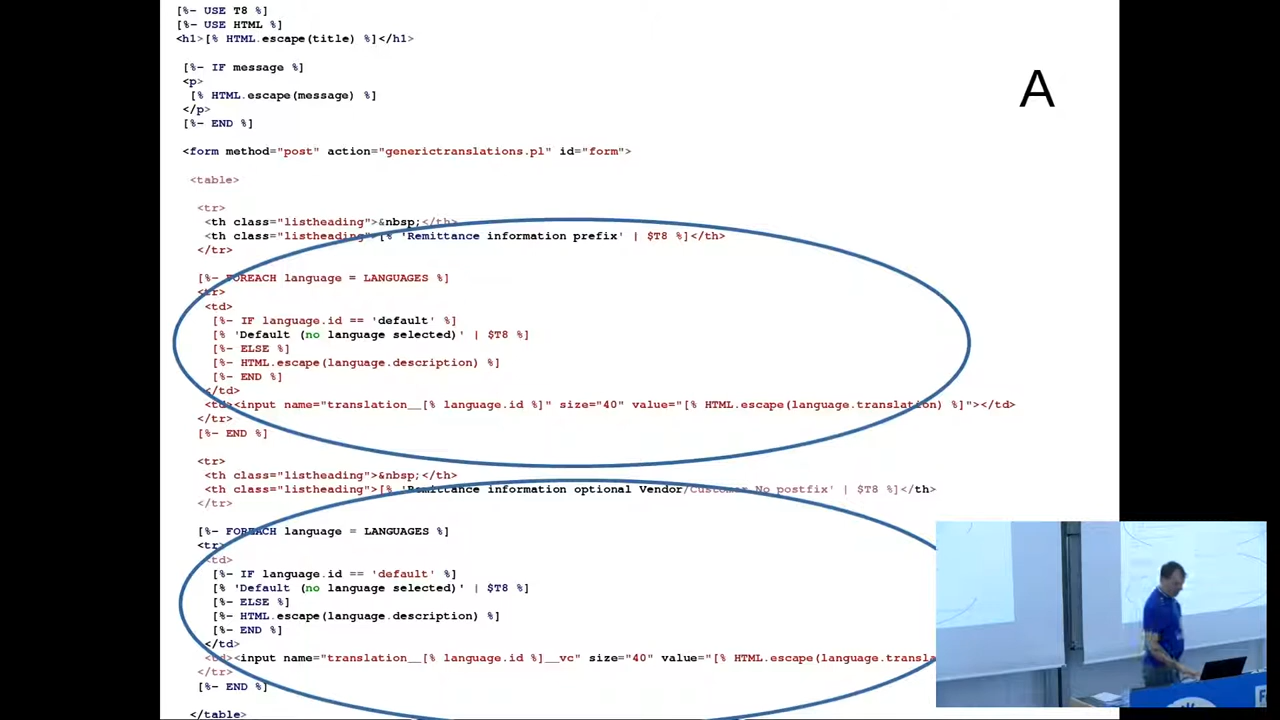 [%- USE T8 %]
[%- USE HTML %]
<h1>[% HTML.escape(title) %]</h1>
A
[%- IF message %]
<p>
[% HTML.escape(message) %]
</p>
[%- END %]
<form method="post" action="generictranslations.pl" id="form">
<table>
<tr>
<th class="listheading">&nbsp;</th>
<th class="listheading">[% 'Remittance information prefix' | $T8 %]</th>
</tr>
[%- FOREACH language = LANGUAGES %]
<tr>
<td>
[%- IF language.id == 'default' %]
[% 'Default (no language selected)' | $T8 %]
[%- ELSE %]
[%- HTML.escape(language.description) %]
[%- END %]
</td>
<td><input name="translation__[% language.id %]" size="40" value="[% HTML.escape(language.translation) %]"></td>
</tr>
[%- END %]
<tr>
<th class="listheading">&nbsp;</th>
<th class="listheading">[% 'Remittance information optional Vendor/Customer No postfix' | $T8 %]</th>
</tr>
[%- FOREACH language = LANGUAGES %]
<tr>
<td>
[%- IF language.id == 'default' %]
[% 'Default (no language selected)' | $T8 %]
[%- ELSE %]
[%- HTML.escape(language.description) %]
[%- END %]
</td>
<td><input name="translation__[% language.id %]__vc" size="40" value="[% HTML.escape(language.transla
</tr>
[%- END %]
</table>